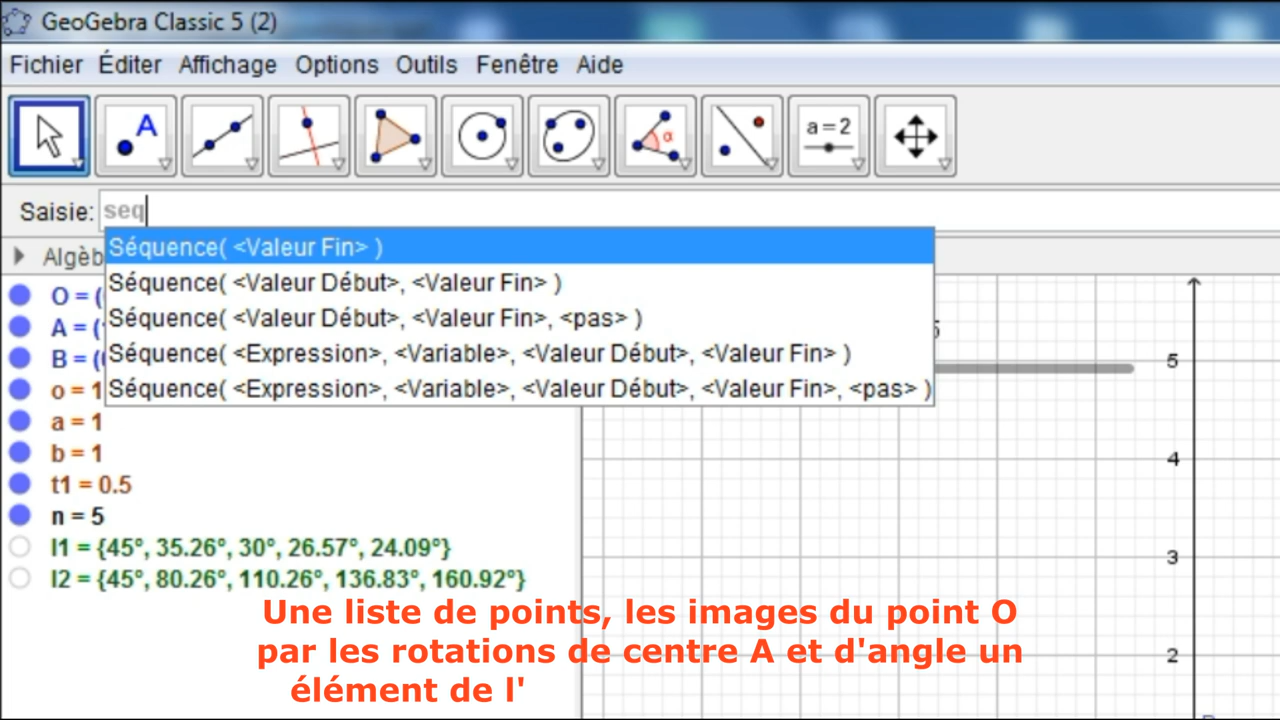 GeoGebra Classic 5 (2)
Fichier Éditer Affichage Options Outils Fenêtre Aide
A
α
a=2
Saisie: seq
Séquence( <Valeur Fin> )
Séquence( <Valeur Début>, <Valeur Fin> )
Séquence( <Valeur Début>, <Valeur Fin>, <pas> )
Séquence( <Expression>, <Variable>, <Valeur Début>, <Valeur Fin> )
Séquence( <Expression>, <Variable>, <Valeur Début>, <Valeur Fin>, <pas> )
Algèb
O = (
A = (
B = (
o = 1
a = 1
b = 1
t1 = 0.5
n = 5
l1 = {45°, 35.26°, 30°, 26.57°, 24.09°}
l2 = {45°, 80.26°, 110.26°, 136.83°, 160.92°}
5
4
3
2
Une liste de points, les images du point O
par les rotations de centre A et d'angle un
élément de l'